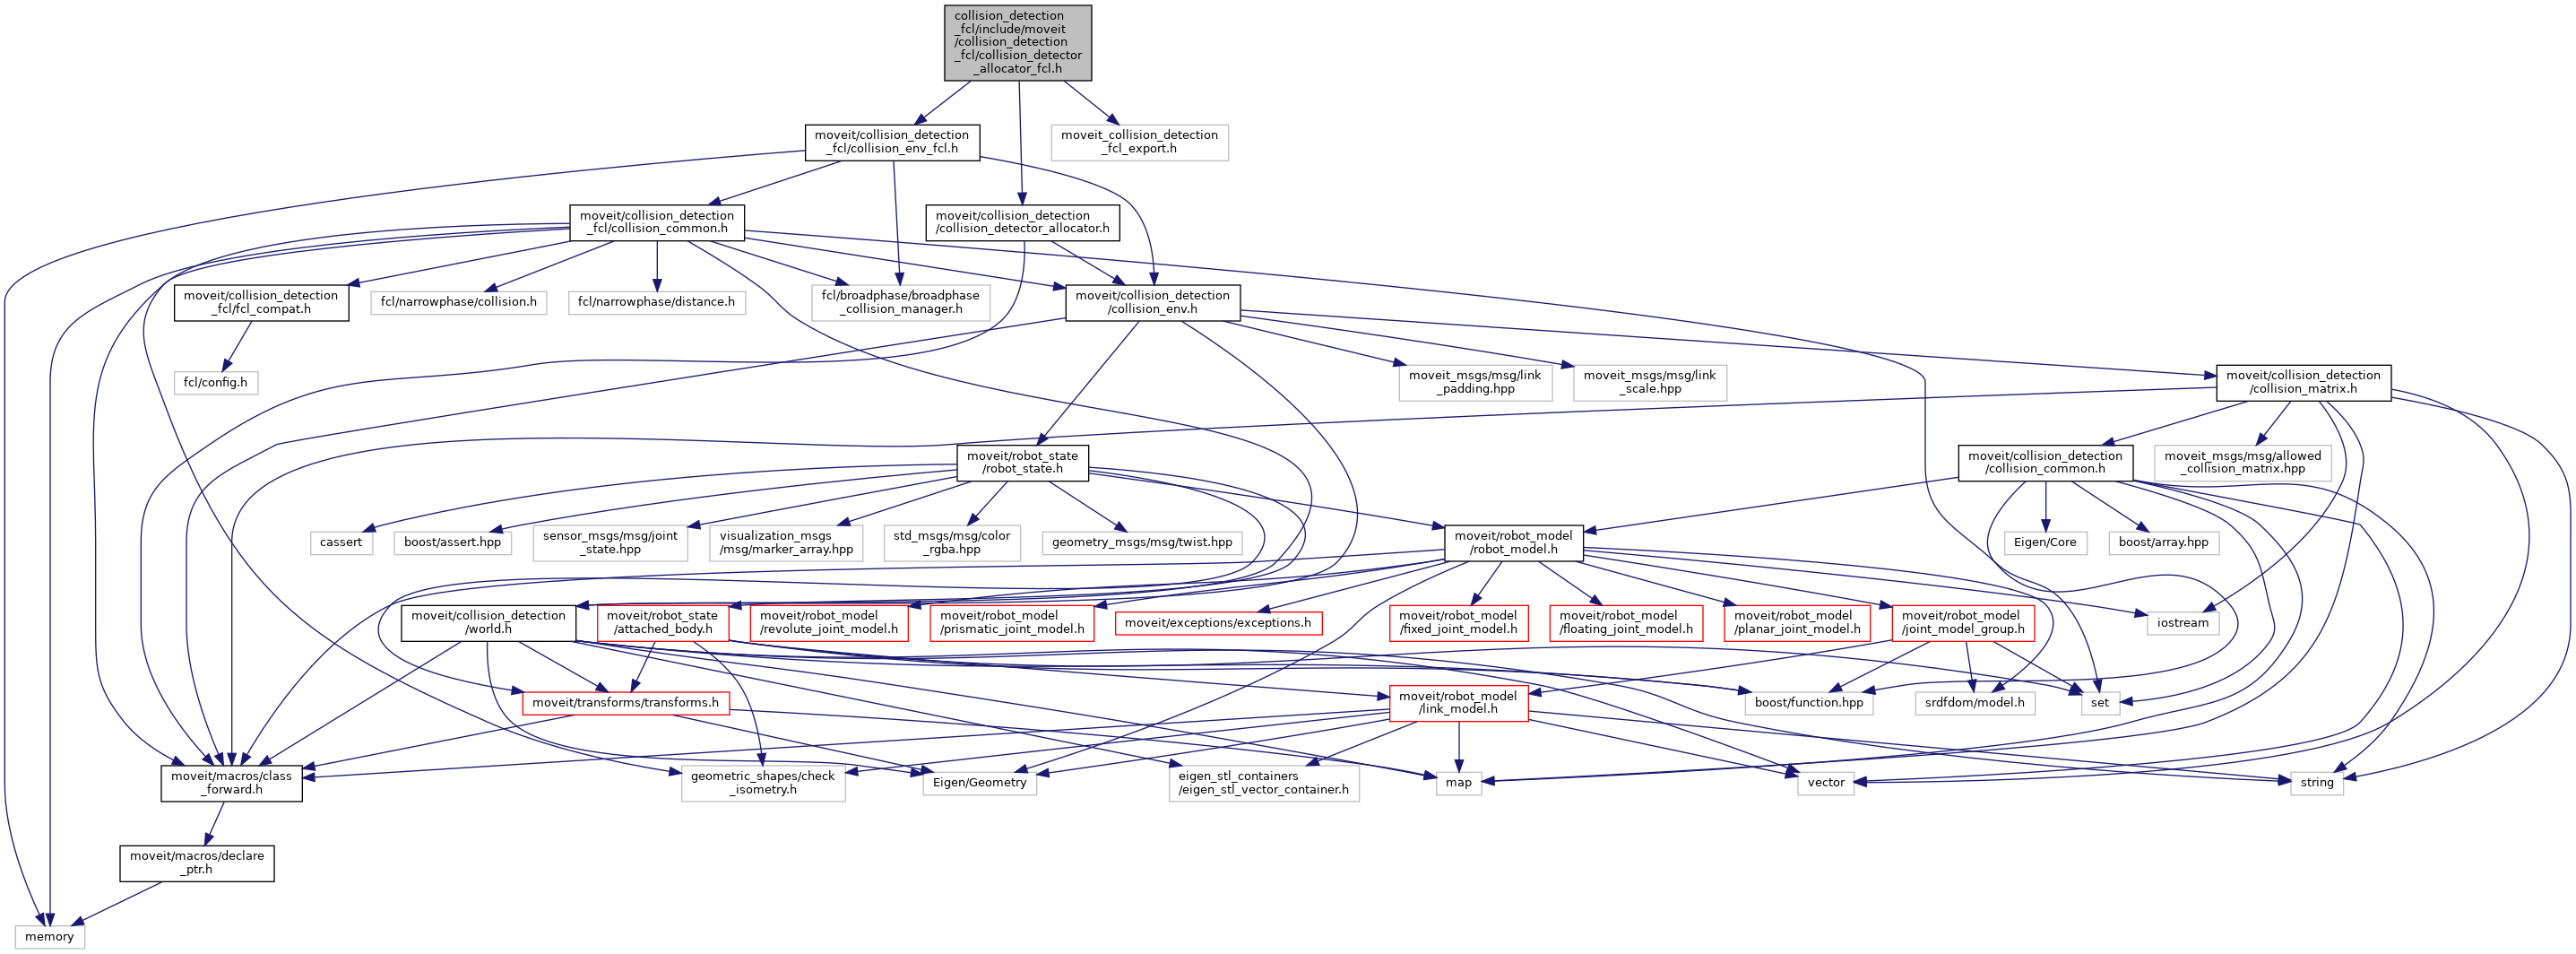 collision_detection
_fcl/include/moveit
/collision_detection
_fcl/collision_detector
_allocator_fcl.h
moveit/collision_detection
_fcl/collision_env_fcl.h
moveit_collision_detection
_fcl_export.h
moveit/collision_detection
_fcl/collision_common.h
moveit/collision_detection
/collision_detector_allocator.h
moveit/collision_detection
_fcl/fcl_compat.h
fcl/narrowphase/collision.h
fcl/narrowphase/distance.h
fcl/broadphase/broadphase
_collision_manager.h
moveit/collision_detection
/collision_env.h
fcl/config.h
moveit_msgs/msg/link
_padding.hpp
moveit_msgs/msg/link
_scale.hpp
moveit/collision_detection
/collision_matrix.h
moveit/robot_state
/robot_state.h
moveit/collision_detection
/collision_common.h
moveit_msgs/msg/allowed
_collision_matrix.hpp
cassert
boost/assert.hpp
sensor_msgs/msg/joint
_state.hpp
visualization_msgs
/msg/marker_array.hpp
std_msgs/msg/color
_rgba.hpp
geometry_msgs/msg/twist.hpp
moveit/robot_model
/robot_model.h
Eigen/Core
boost/array.hpp
moveit/collision_detection
/world.h
moveit/robot_state
/attached_body.h
moveit/robot_model
/revolute_joint_model.h
moveit/robot_model
/prismatic_joint_model.h
moveit/exceptions/exceptions.h
moveit/robot_model
/fixed_joint_model.h
moveit/robot_model
/floating_joint_model.h
moveit/robot_model
/planar_joint_model.h
moveit/robot_model
/joint_model_group.h
iostream
moveit/transforms/transforms.h
moveit/robot_model
/link_model.h
boost/function.hpp
srdfdom/model.h
set
moveit/macros/class
_forward.h
geometric_shapes/check
_isometry.h
Eigen/Geometry
eigen_stl_containers
/eigen_stl_vector_container.h
map
vector
string
moveit/macros/declare
_ptr.h
memory